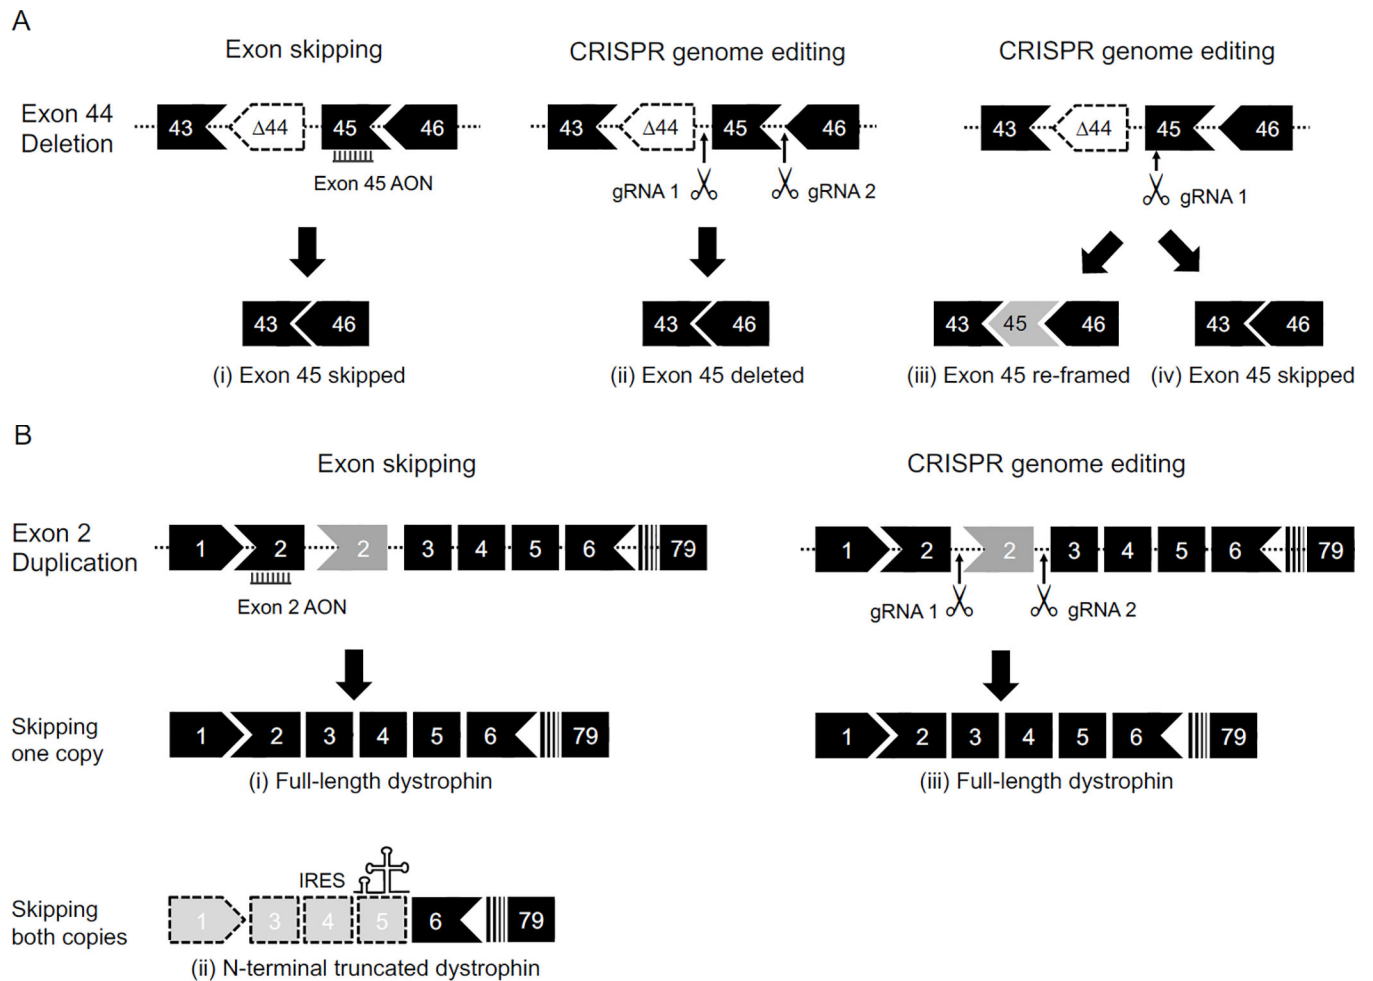 A
Exon skipping
CRISPR genome editing
CRISPR genome editing
Exon 44
Deletion
43 Δ44 45 46
43 Δ44 45 46
43 Δ44 45 46
Exon 45 AON
gRNA 1 gRNA 2
gRNA 1
43 46
43 46
43 45 46
43 46
(i) Exon 45 skipped
(ii) Exon 45 deleted
(iii) Exon 45 re-framed
(iv) Exon 45 skipped
B
Exon skipping
CRISPR genome editing
Exon 2
Duplication
1 2 2 3 4 5 6 79
1 2 2 3 4 5 6 79
Exon 2 AON
gRNA 1 gRNA 2
Skipping
one copy
1 2 3 4 5 6 79
1 2 3 4 5 6 79
(i) Full-length dystrophin
(iii) Full-length dystrophin
IRES
Skipping
both copies
1 3 4 5 6 79
(ii) N-terminal truncated dystrophin